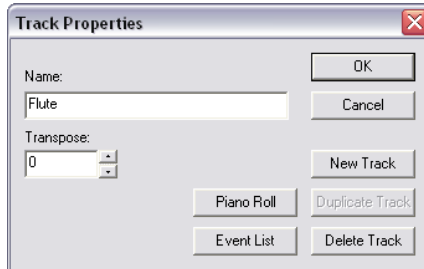 Track Properties
Name:
OK
Flute
Cancel
Transpose:
0
New Track
Piano Roll
Duplicate Track
Event List
Delete Track